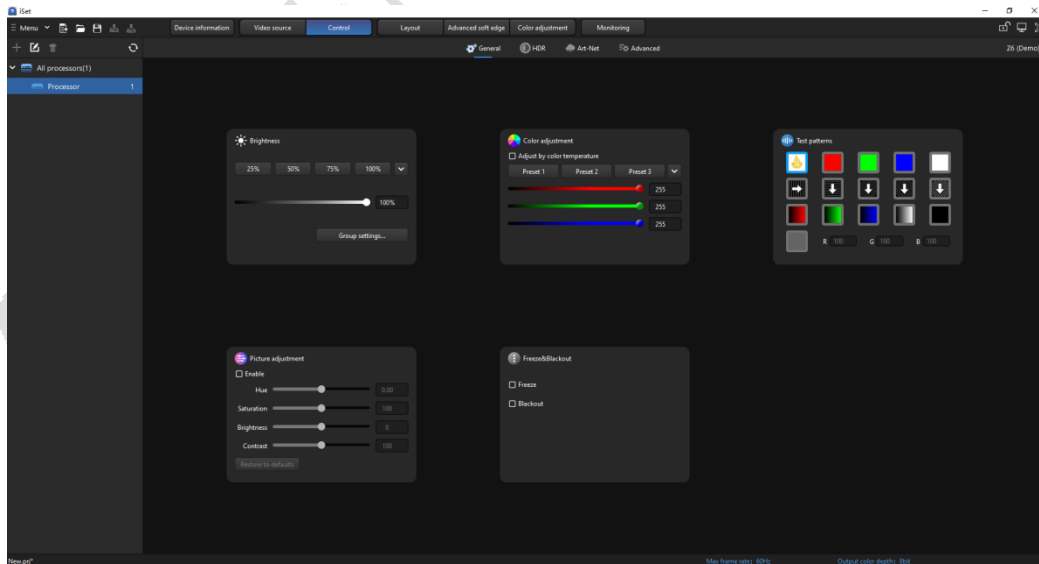 iSet
Menu
Device information
Video source
Control
Layout
Advanced soft edge
Color adjustment
Monitoring
General
HDR
Art-Net
Advanced
Z6 (Demo)
All processors(1)
Processor 1
Brightness
25% 50% 75% 100%
100%
Group settings...
Color adjustment
Adjust by color temperature
Preset 1 Preset 2 Preset 3
255
255
255
Test patterns
R 100 G 100 B 100
Picture adjustment
Enable
Hue 0.00
Saturation 100
Brightness 0
Contrast 100
Restore to defaults
Freeze&Blackout
Freeze
Blackout
New.prj*
Max frame rate: 60Hz
Output color depth: 8bit